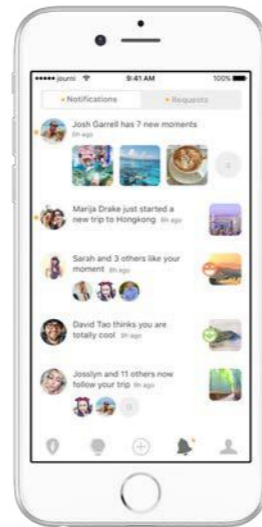 journi 9:41 AM 100%
Notifications Requests
Josh Garrell has 7 new moments
6h ago
Marija Drake just started a
new trip to Hongkong 8h ago
Sarah and 3 others like your
moment 8h ago
David Tao thinks you are
totally cool 9h ago
Josslyn and 11 others now
follow your trip 9h ago